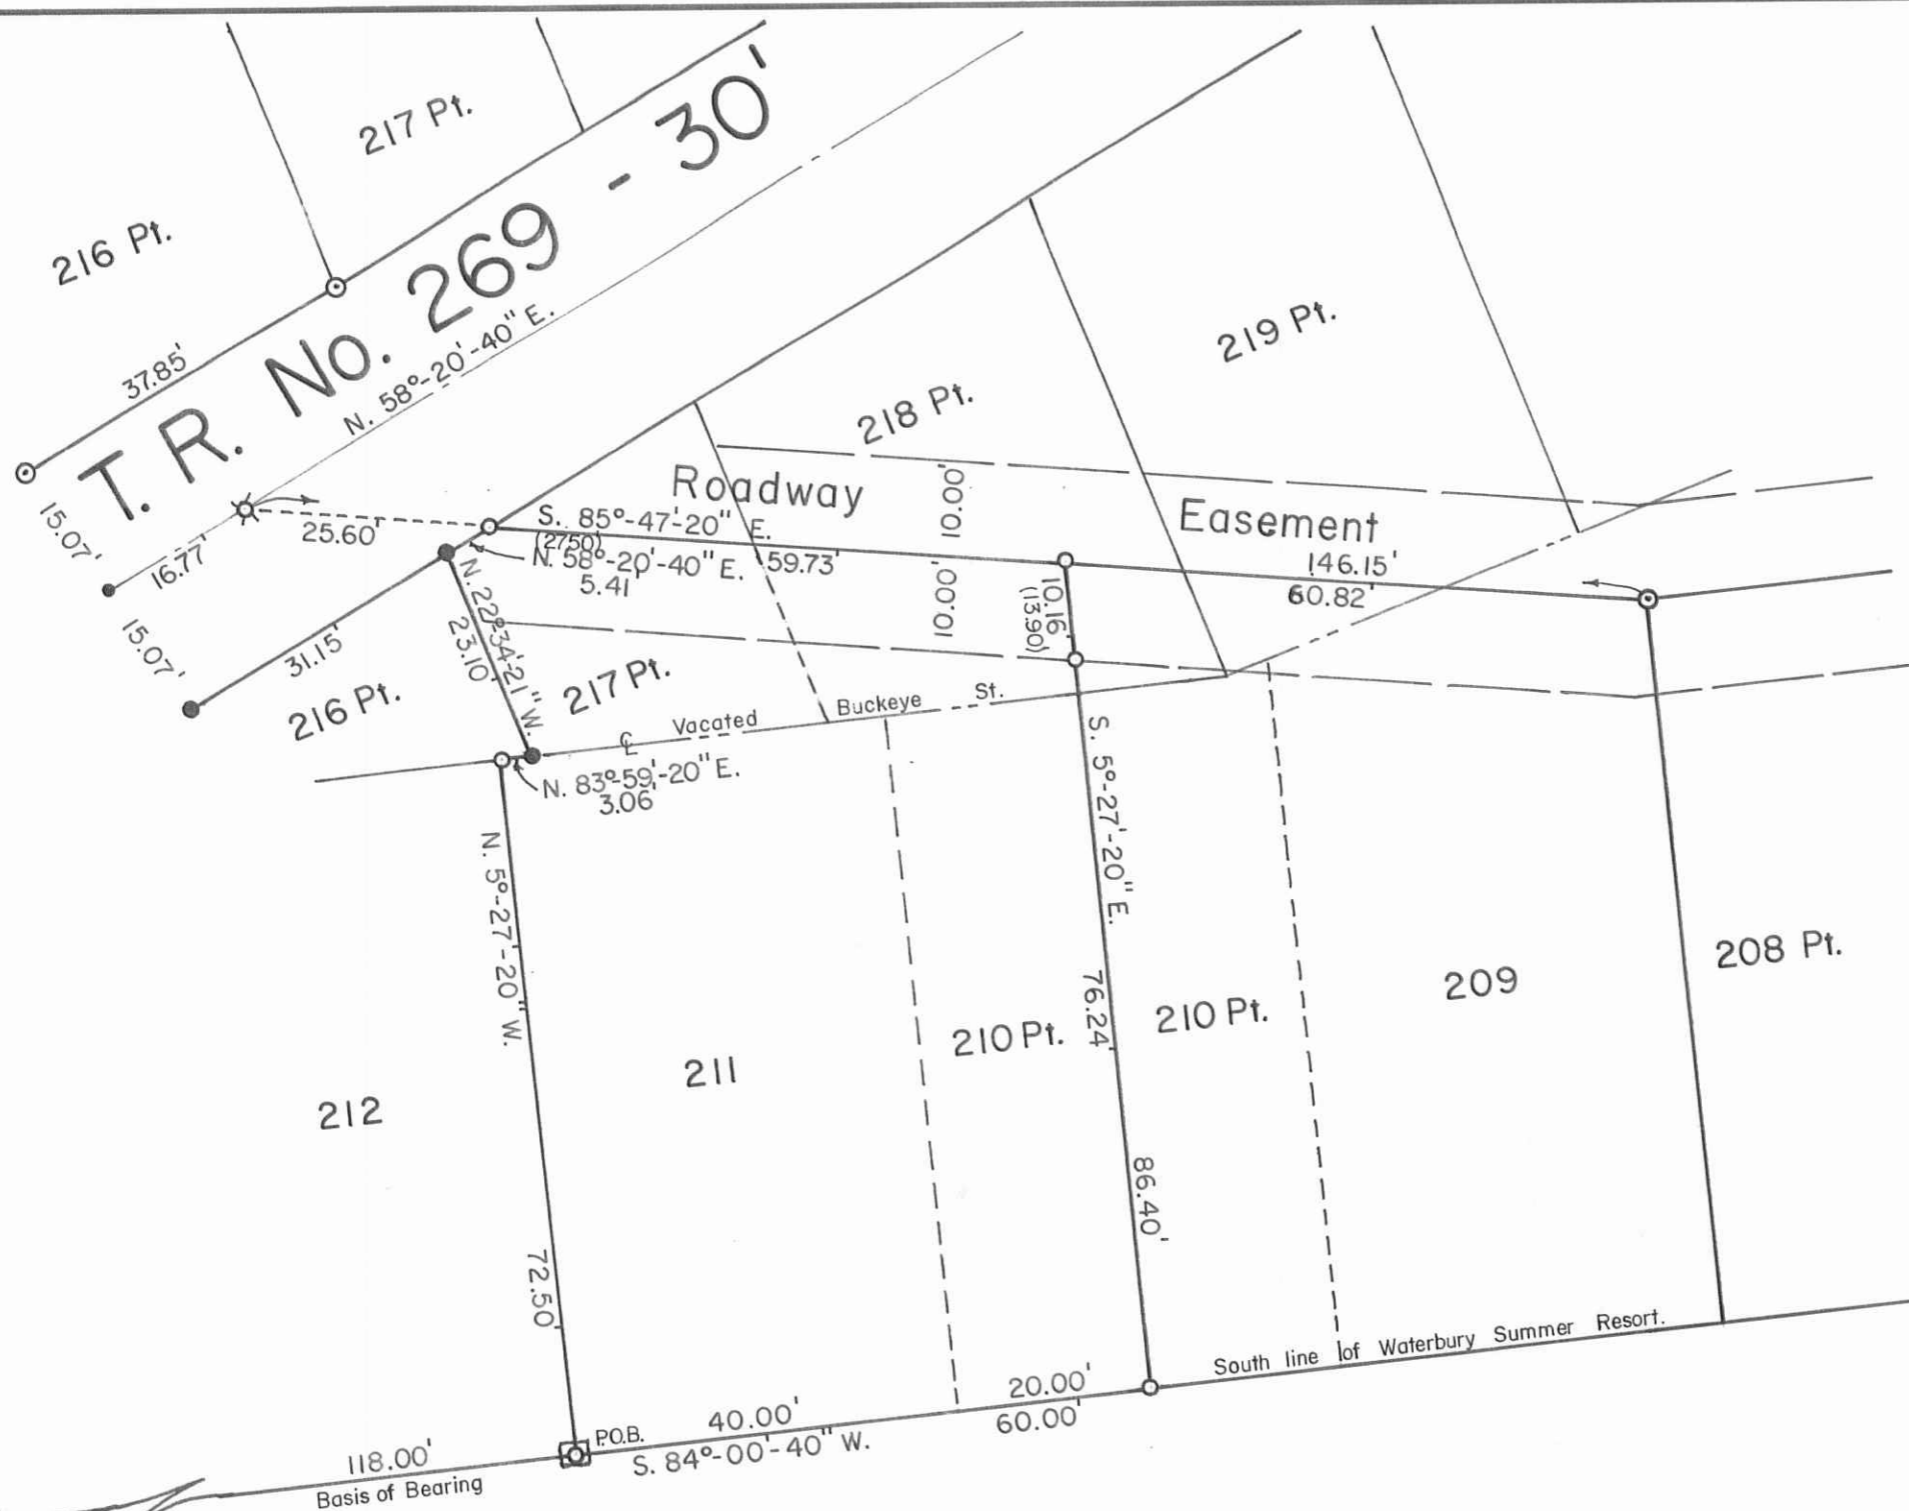 217 Pt.
216 Pt.
T. R. No. 269 - 30'
37.85'
N. 58°-20'-40" E.
219 Pt.
218 Pt.
Roadway
Easement
10.00'
15.07'
16.77'
25.60'
S. 85°-47'-20" E.
(27.50)
N. 58°-20'-40" E.
5.41'
59.73'
10.00'
10.16'
(13.90)
146.15'
60.82'
15.07'
31.15'
N. 22°-34'-21" W.
23.10'
216 Pt.
217 Pt.
℄ Vacated Buckeye St.
N. 83°-59'-20" E.
3.06'
N. 5°-27'-20" W.
72.50'
S. 5°-27'-20" E.
76.24'
86.40'
212
211
210 Pt.
210 Pt.
209
208 Pt.
South line of Waterbury Summer Resort.
P.O.B.
40.00'
20.00'
60.00'
S. 84°-00'-40" W.
118.00'
Basis of Bearing